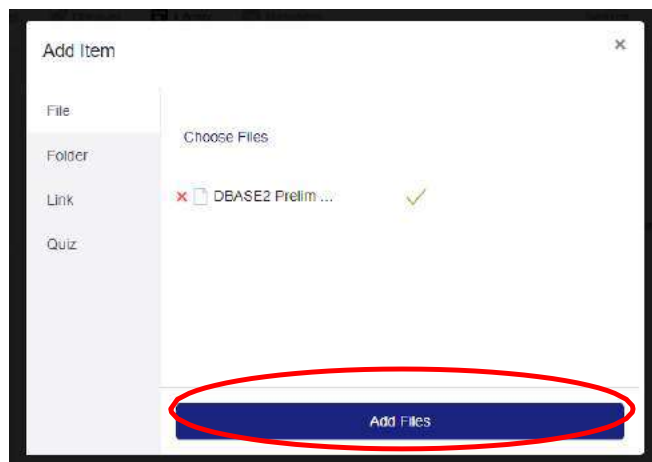 Add Item
×
File
Folder
Link
Quiz
Choose Files
× DBASE2 Prelim ...
Add Files